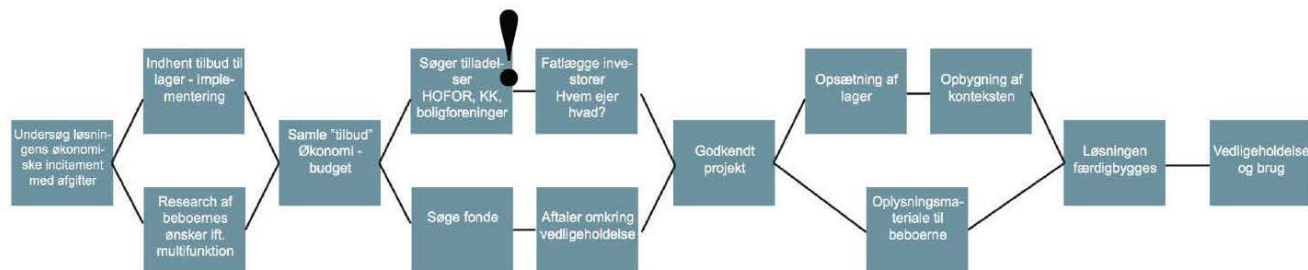 Undersøg løsnin-
gens økonomi-
ske incitament
med afgifter
Indhent tilbud til
lager - imple-
mentering
Research af
beboernes
ønsker ift.
multifunktion
Samle "tilbud"
Økonomi -
budget
Søger tilladel-
ser
HOFOR, KK,
boligforeninger
!
Fatlægge inve-
storer
Hvem ejer
hvad?
Søge fonde
Aftaler omkring
vedligeholdelse
Godkendt
projekt
Opsætning af
lager
Opbygning af
konteksten
Oplysningsma-
teriale til
beboerne
Løsningen
færdigbygges
Vedligeholdelse
og brug